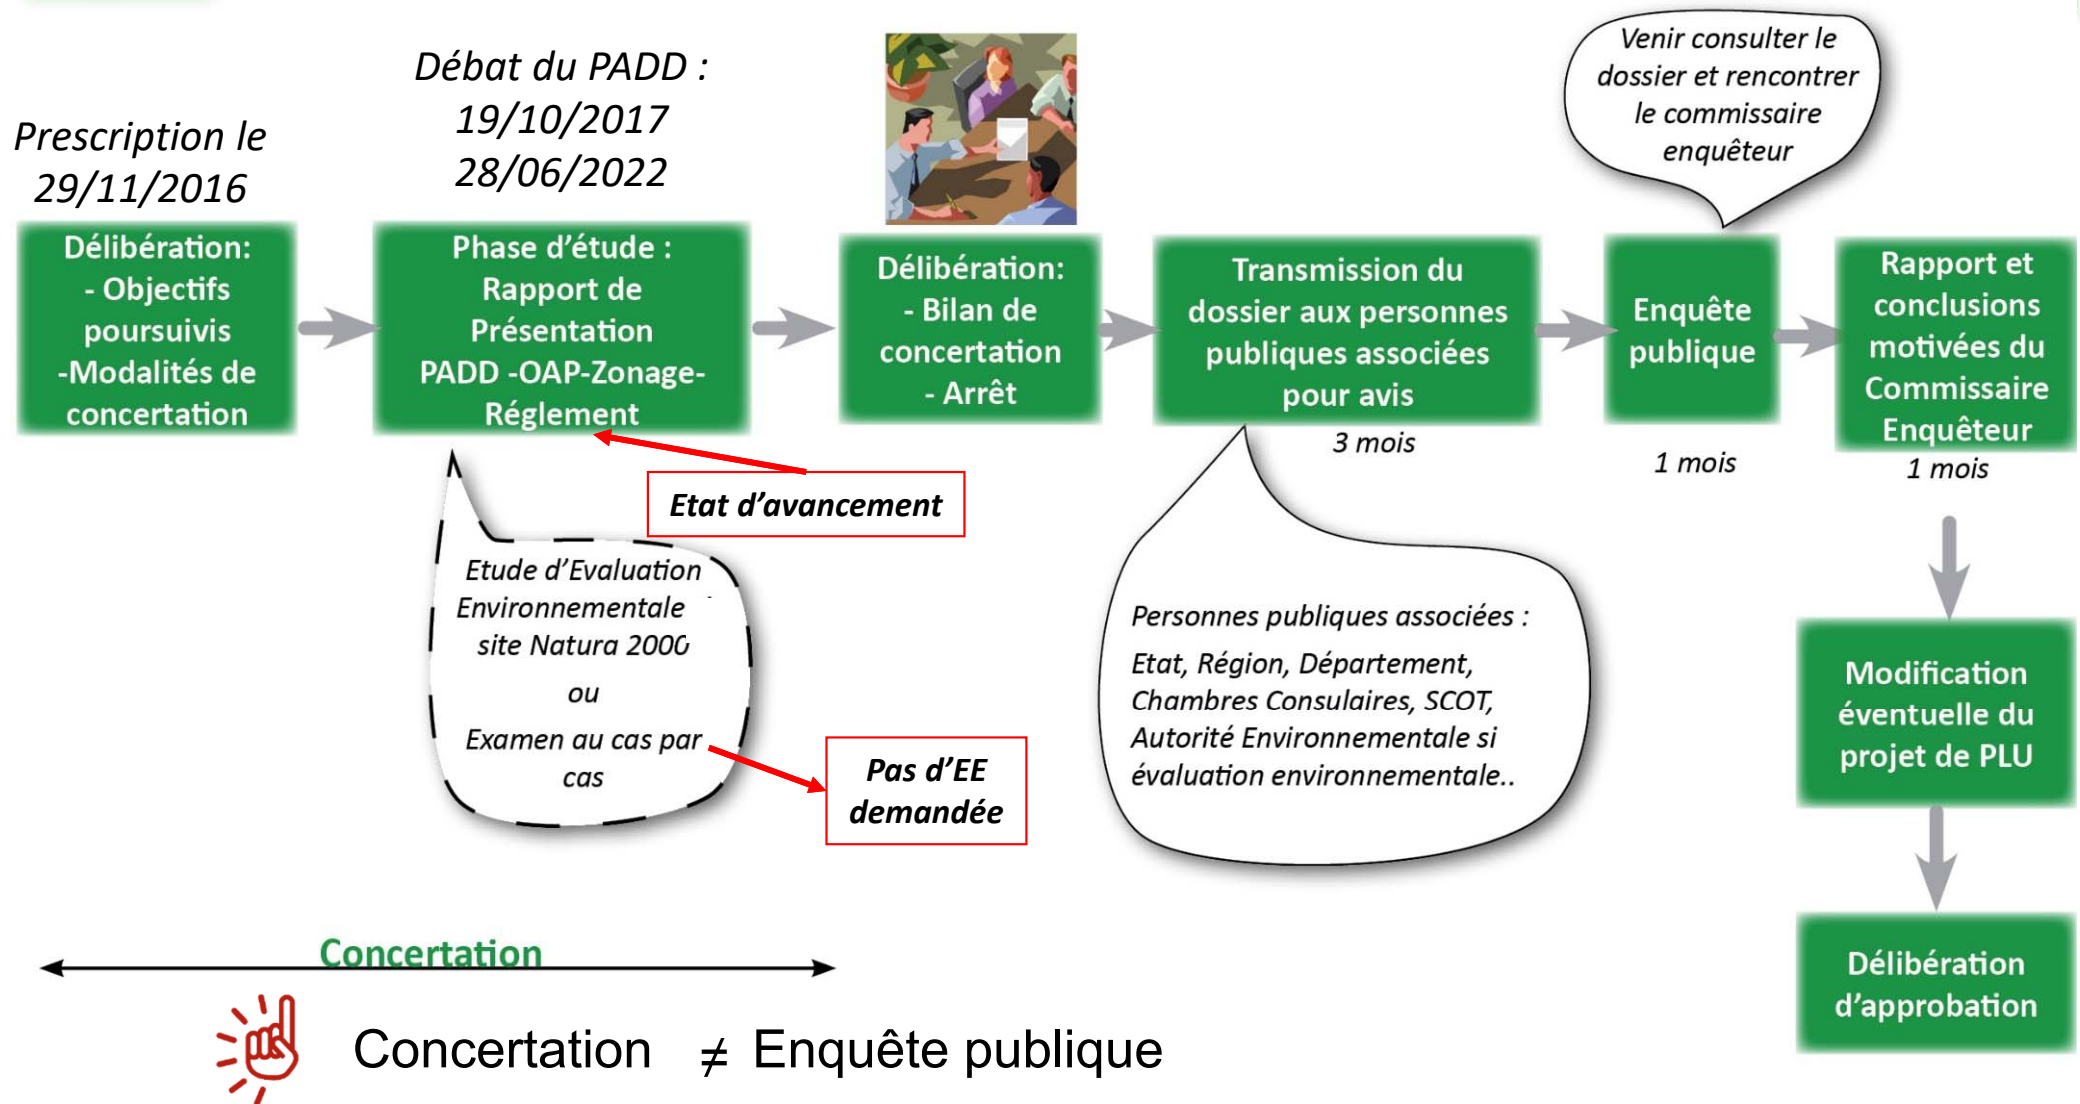 Prescription le
29/11/2016
Débat du PADD :
19/10/2017
28/06/2022
Venir consulter le
dossier et rencontrer
le commissaire
enquêteur
Délibération:
- Objectifs
poursuivis
-Modalités de
concertation
Phase d’étude :
Rapport de
Présentation
PADD -OAP-Zonage-
Réglement
Délibération:
- Bilan de
concertation
- Arrêt
Transmission du
dossier aux personnes
publiques associées
pour avis
3 mois
Enquête
publique
1 mois
Rapport et
conclusions
motivées du
Commissaire
Enquêteur
1 mois
Etat d’avancement
Etude d’Evaluation
Environnementale
site Natura 2000
ou
Examen au cas par
cas
Pas d’EE
demandée
Personnes publiques associées :
Etat, Région, Département,
Chambres Consulaires, SCOT,
Autorité Environnementale si
évaluation environnementale..
Modification
éventuelle du
projet de PLU
Délibération
d’approbation
Concertation
Concertation ≠ Enquête publique